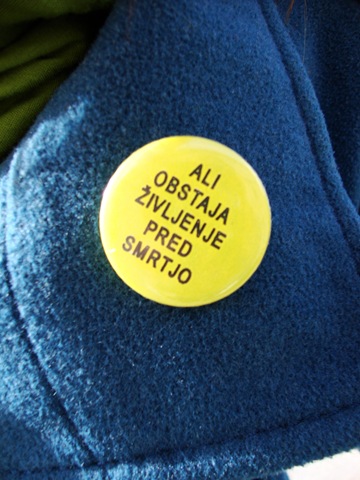 ALI
OBSTAJA
ŽIVLJENJE
PRED
SMRTJO